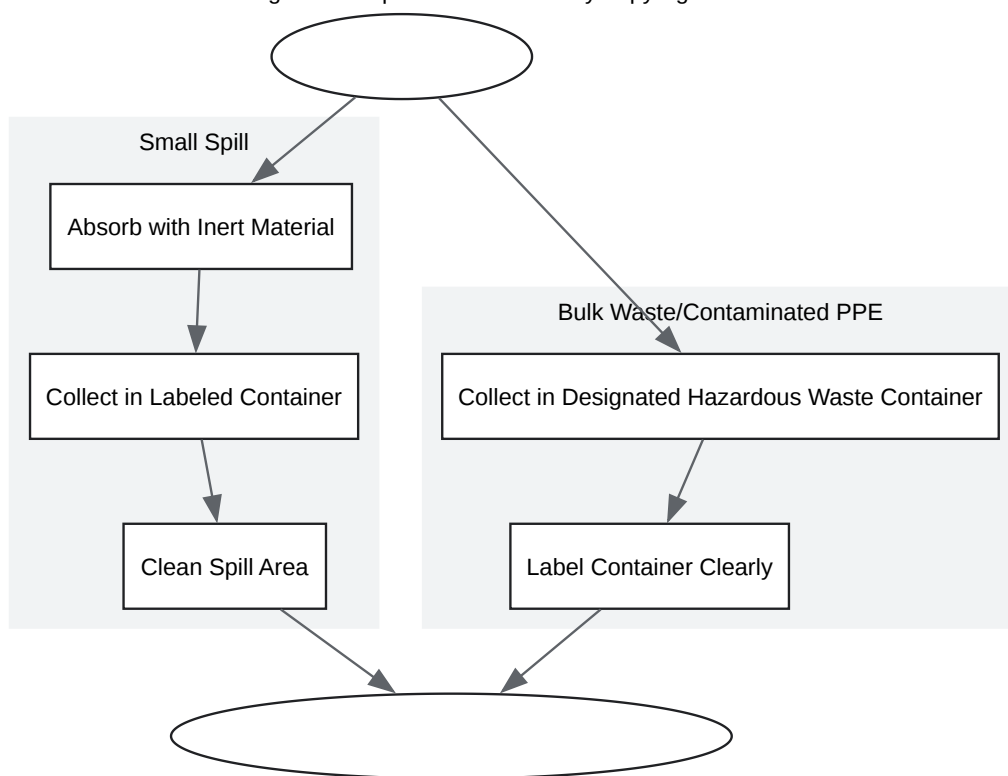 Small Spill
Absorb with Inert Material
Collect in Labeled Container
Clean Spill Area
Bulk Waste/Contaminated PPE
Collect in Designated Hazardous Waste Container
Label Container Clearly